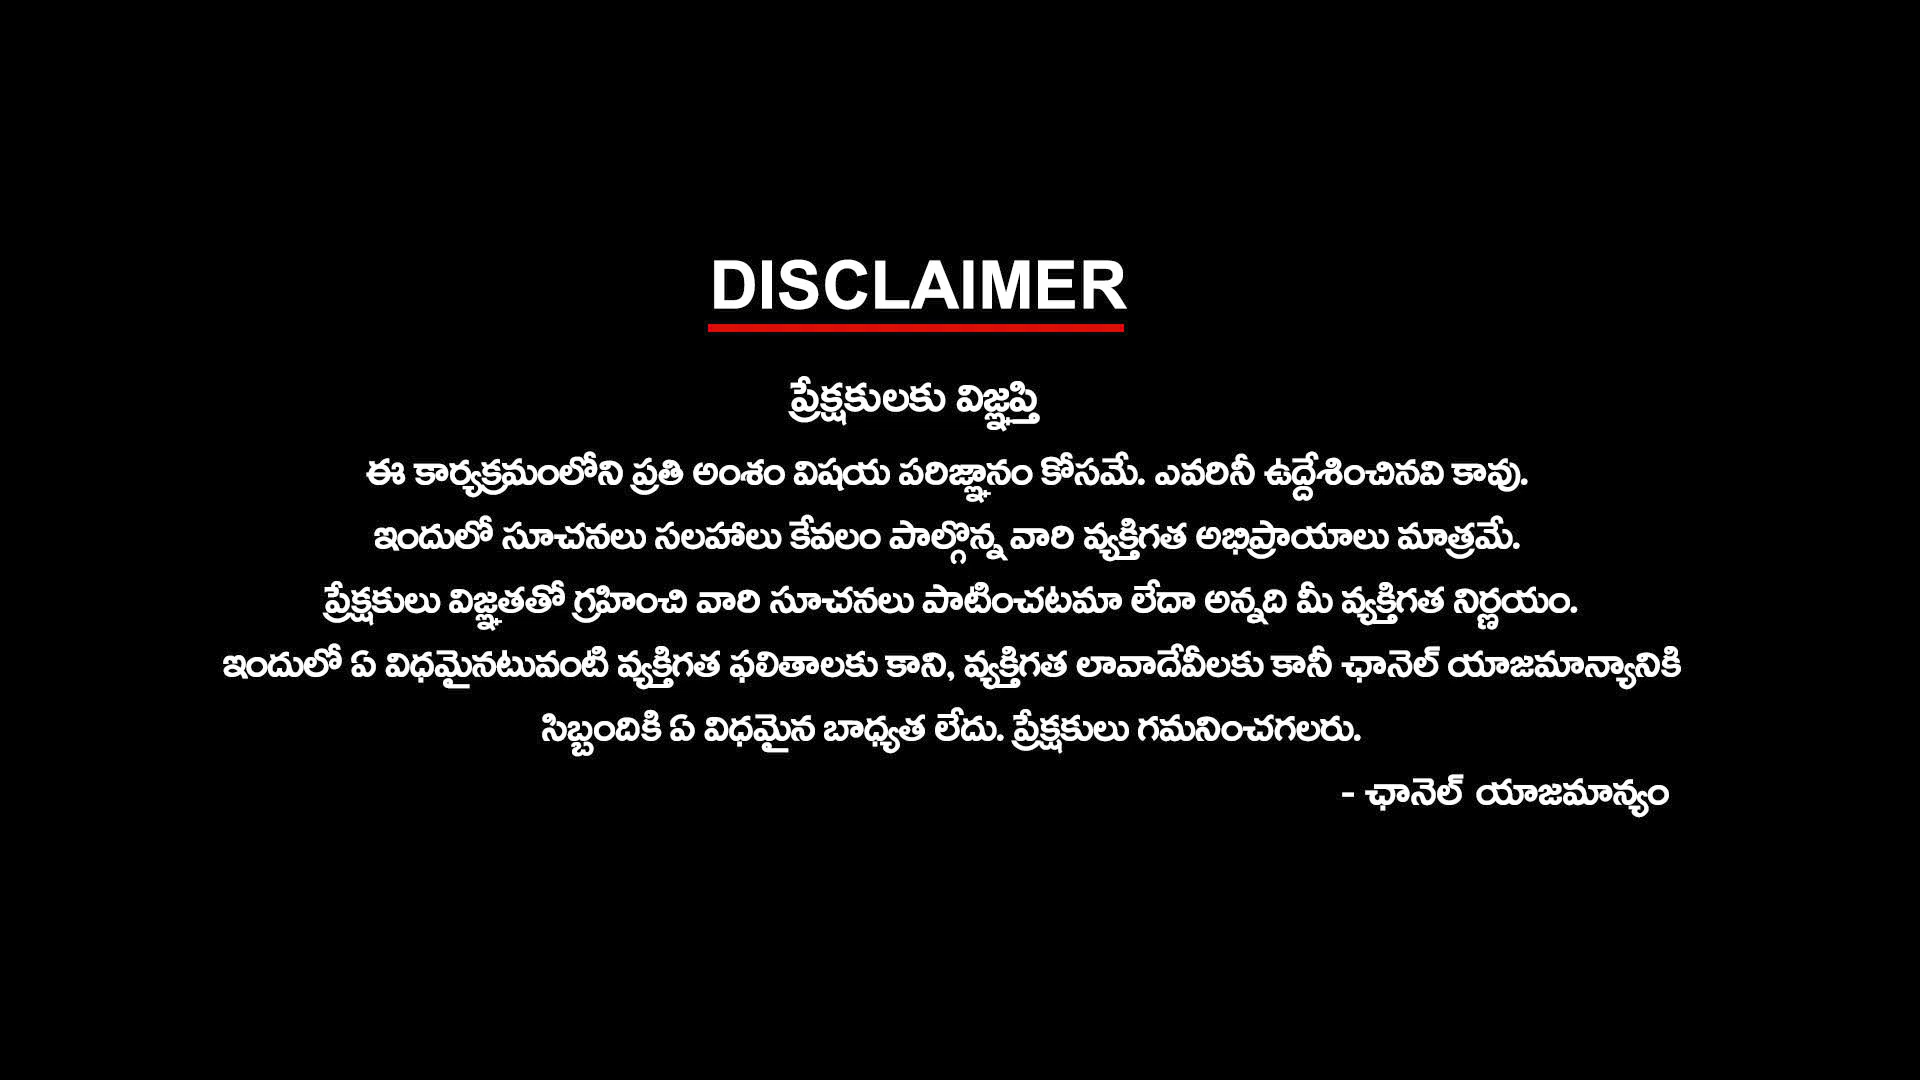 DISCLAIMER
ప్రేక్షకులకు విజ్ఞప్తి
ఈ కార్యక్రమంలోని ప్రతి అంశం విషయ పరిజ్ఞానం కోసమే. ఎవరినీ ఉద్దేశించినవి కావు.
ఇందులో సూచనలు సలహాలు కేవలం పాల్గొన్న వారి వ్యక్తిగత అభిప్రాయాలు మాత్రమే.
ప్రేక్షకులు విజ్ఞతతో గ్రహించి వారి సూచనలు పాటించటమా లేదా అన్నది మీ వ్యక్తిగత నిర్ణయం.
ఇందులో ఏ విధమైనటువంటి వ్యక్తిగత ఫలితాలకు కాని, వ్యక్తిగత లావాదేవీలకు కానీ ఛానెల్ యాజమాన్యానికి
సిబ్బందికి ఏ విధమైన బాధ్యత లేదు. ప్రేక్షకులు గమనించగలరు.
- ఛానెల్ యాజమాన్యం